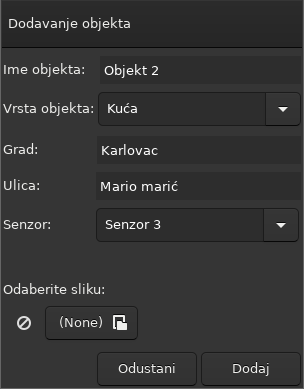 Dodavanje objekta
Ime objekta: Objekt 2
Vrsta objekta: Kuća
Grad: Karlovac
Ulica: Mario marić
Senzor: Senzor 3
Odaberite sliku:
(None)
Odustani Dodaj